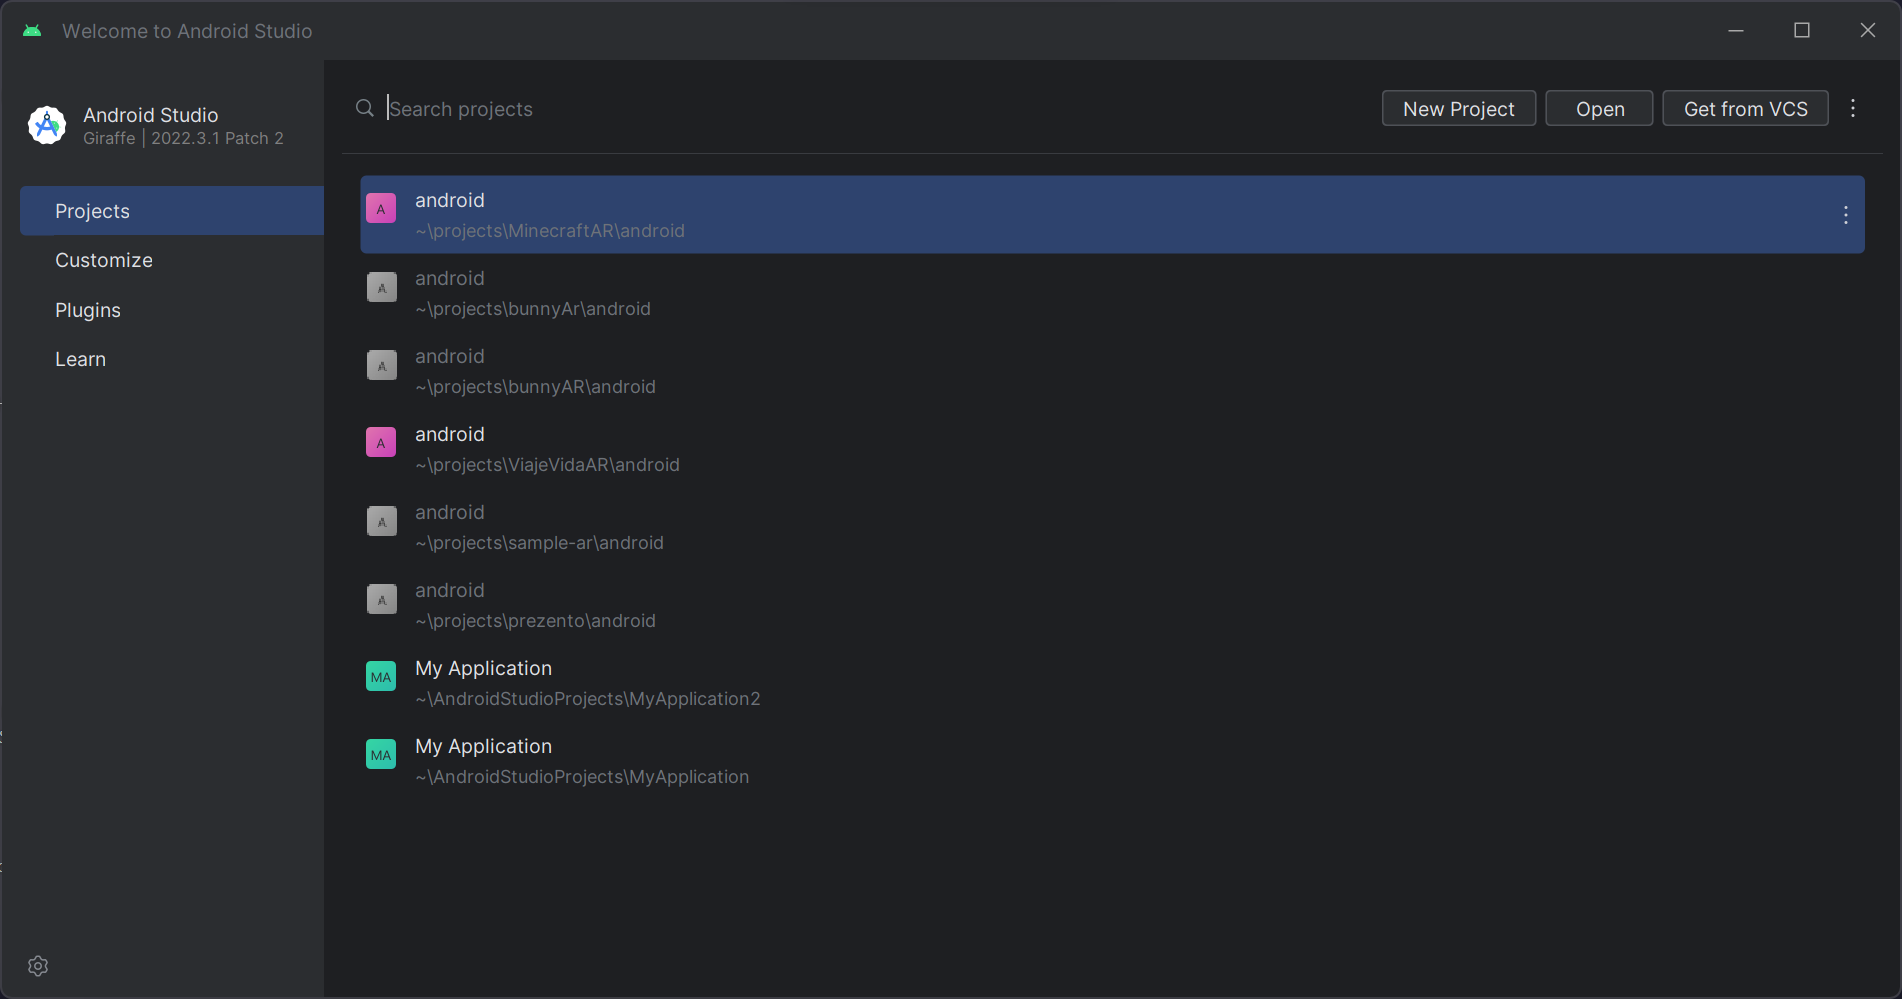 Welcome to Android Studio
Android Studio
Giraffe | 2022.3.1 Patch 2
Projects
Customize
Plugins
Learn
Search projects
New Project
Open
Get from VCS
A
android
~\projects\MinecraftAR\android
A
android
~\projects\bunnyAr\android
A
android
~\projects\bunnyAR\android
A
android
~\projects\ViajeVidaAR\android
A
android
~\projects\sample-ar\android
A
android
~\projects\prezento\android
MA
My Application
~\AndroidStudioProjects\MyApplication2
MA
My Application
~\AndroidStudioProjects\MyApplication